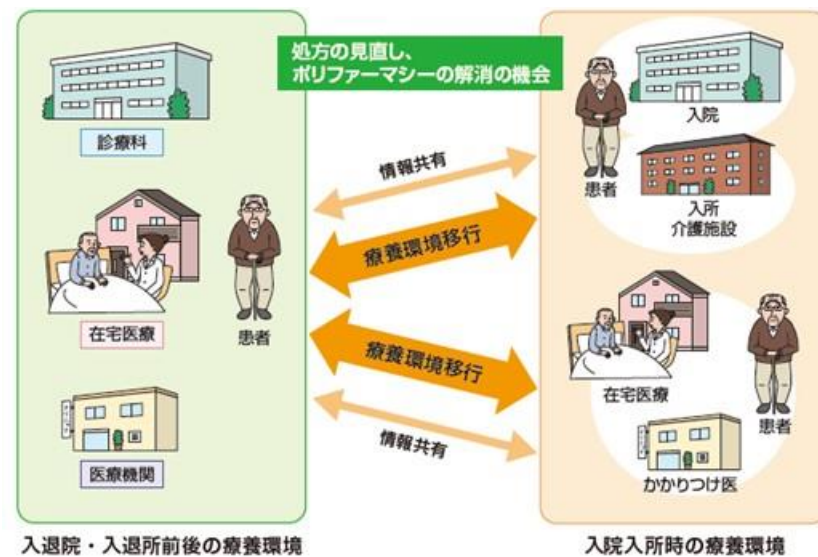 処方の見直し、
ポリファーマシーの解消の機会
診療科
在宅医療
患者
医療機関
入退院・入退所前後の療養環境
情報共有
療養環境移行
療養環境移行
情報共有
入院
患者
入所
介護施設
在宅医療
患者
かかりつけ医
入院入所時の療養環境